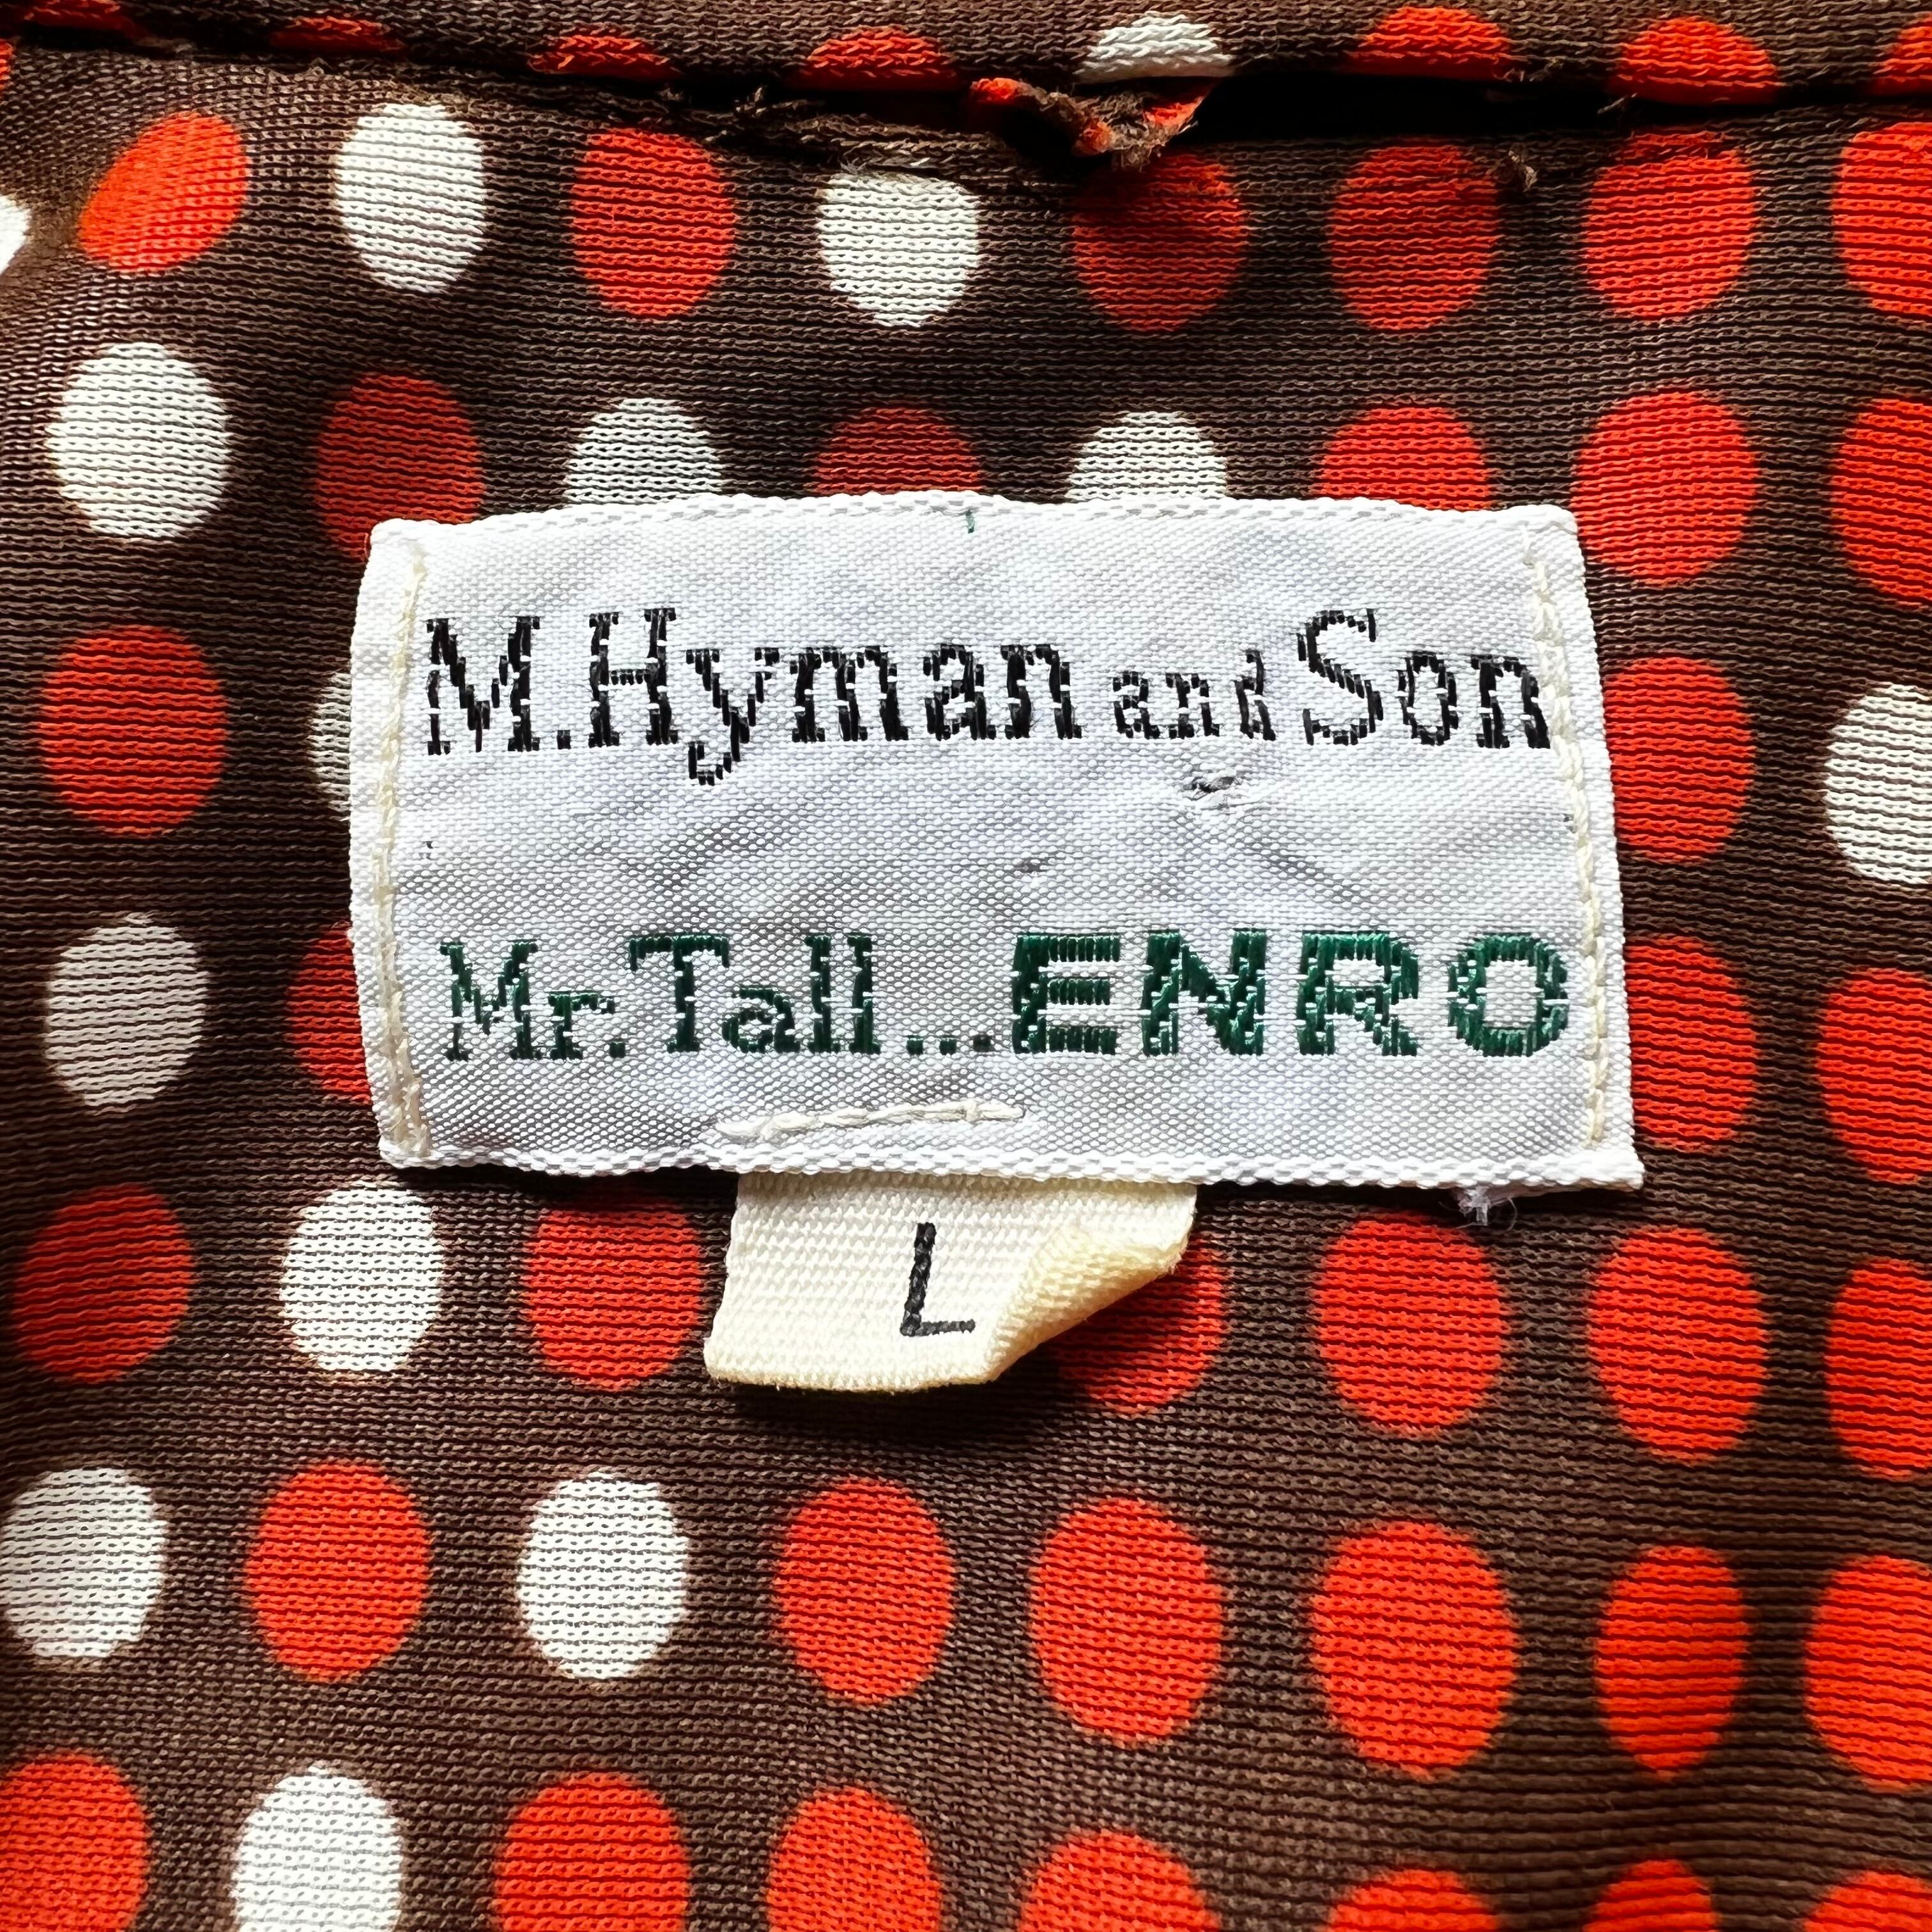 M.Hyman and Son
Mr.Tall...ENRO
L